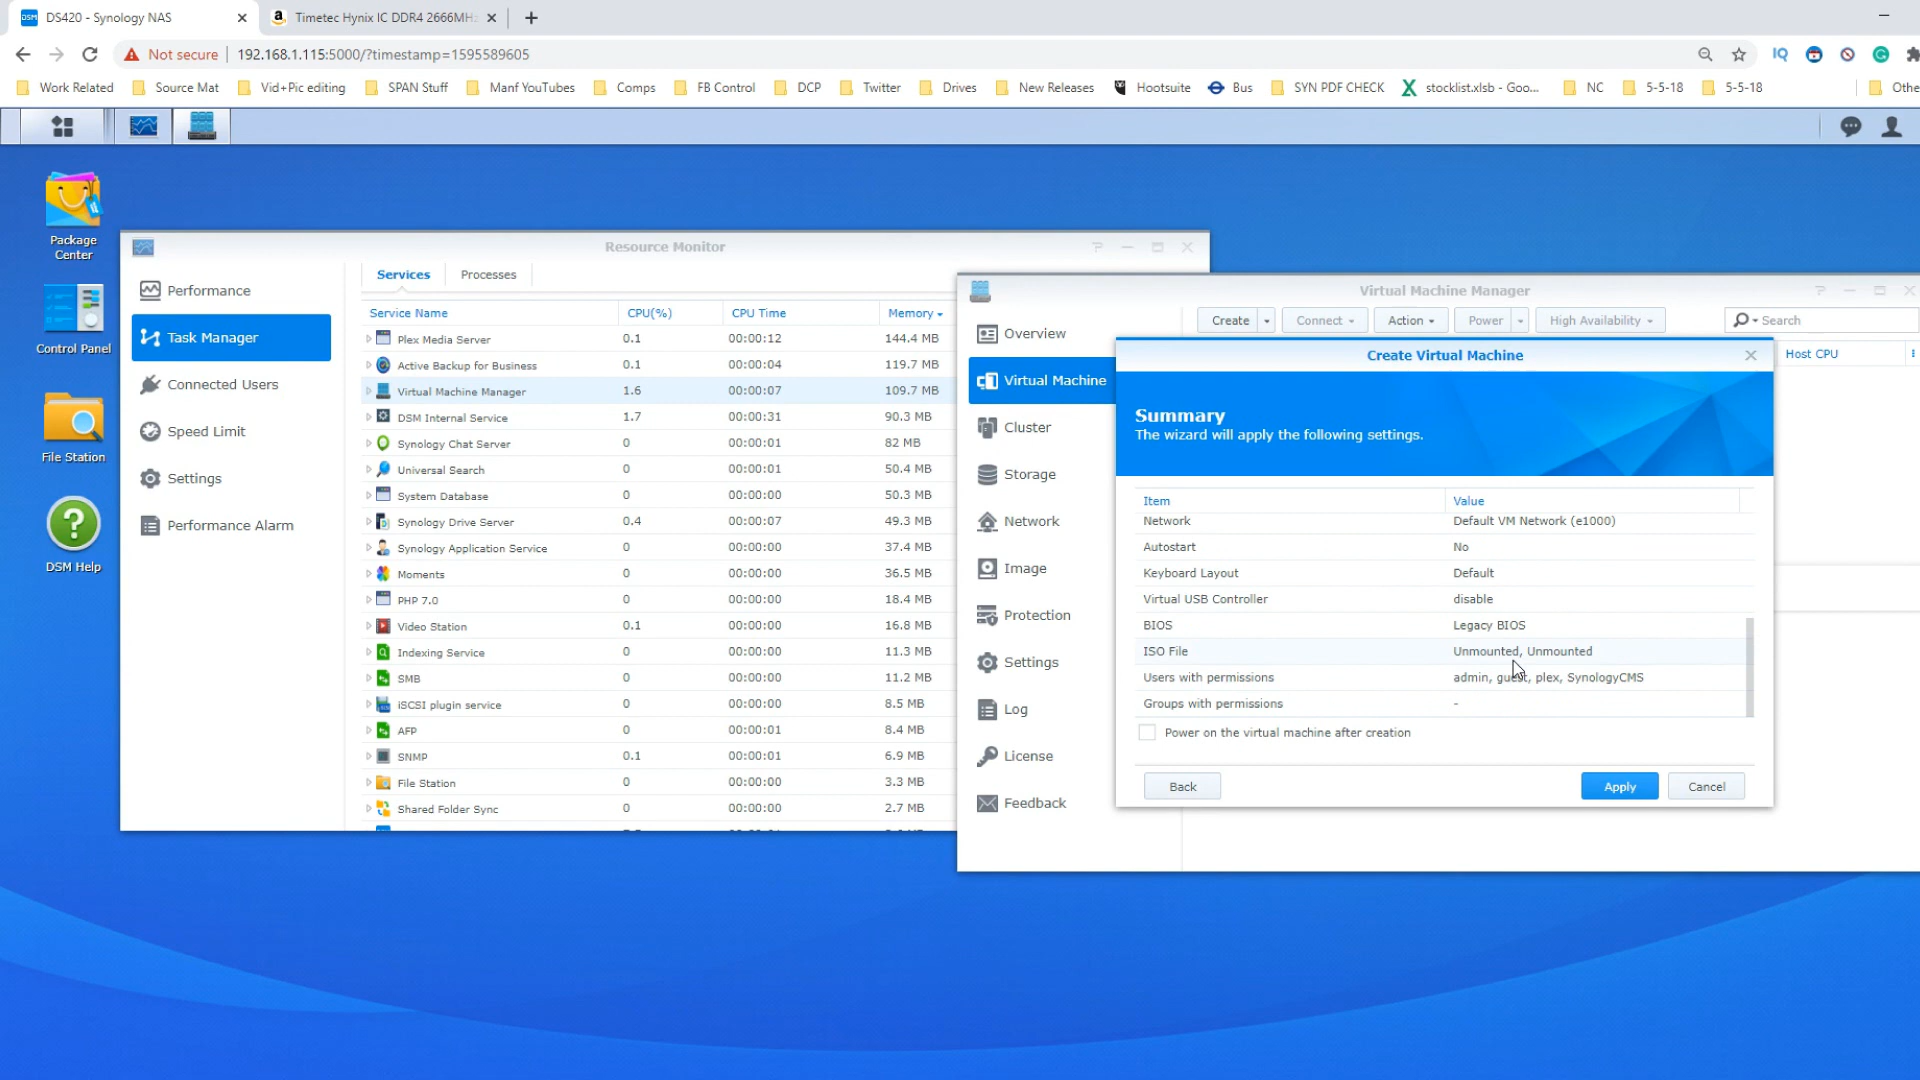 DS420 - Synology NAS
Timetec Hynix IC DDR4 2666MHz
Not secure
192.168.1.115:5000/?timestamp=1595589605
Work Related
Source Mat
Vid+Pic editing
SPAN Stuff
Manf YouTubes
Comps
FB Control
DCP
Twitter
Drives
New Releases
Hootsuite
Bus
SYN PDF CHECK
stocklist.xlsb - Goo...
NC
5-5-18
5-5-18
Othe
Package
Center
Control Panel
File Station
DSM Help
Resource Monitor
Performance
Task Manager
Connected Users
Speed Limit
Settings
Performance Alarm
Services Processes
Service Name CPU(%) CPU Time Memory
Plex Media Server 0.1 00:00:12 144.4 MB
Active Backup for Business 0.1 00:00:04 119.7 MB
Virtual Machine Manager 1.6 00:00:07 109.7 MB
DSM Internal Service 1.7 00:00:31 90.3 MB
Synology Chat Server 0 00:00:01 82 MB
Universal Search 0 00:00:01 50.4 MB
System Database 0 00:00:00 50.3 MB
Synology Drive Server 0.4 00:00:07 49.3 MB
Synology Application Service 0 00:00:00 37.4 MB
Moments 0 00:00:00 36.5 MB
PHP 7.0 0 00:00:00 18.4 MB
Video Station 0.1 00:00:00 16.8 MB
Indexing Service 0 00:00:00 11.3 MB
SMB 0 00:00:00 11.2 MB
iSCSI plugin service 0 00:00:00 8.5 MB
AFP 0 00:00:01 8.4 MB
SNMP 0.1 00:00:01 6.9 MB
File Station 0 00:00:00 3.3 MB
Shared Folder Sync 0 00:00:00 2.7 MB
Virtual Machine Manager
Overview
Virtual Machine
Cluster
Storage
Network
Image
Protection
Settings
Log
License
Feedback
Create Connect Action Power High Availability Search
Host CPU
Create Virtual Machine
Summary
The wizard will apply the following settings.
Item Value
Network Default VM Network (e1000)
Autostart No
Keyboard Layout Default
Virtual USB Controller disable
BIOS Legacy BIOS
ISO File Unmounted, Unmounted
Users with permissions admin, guest, plex, SynologyCMS
Groups with permissions -
Power on the virtual machine after creation
Back Apply Cancel